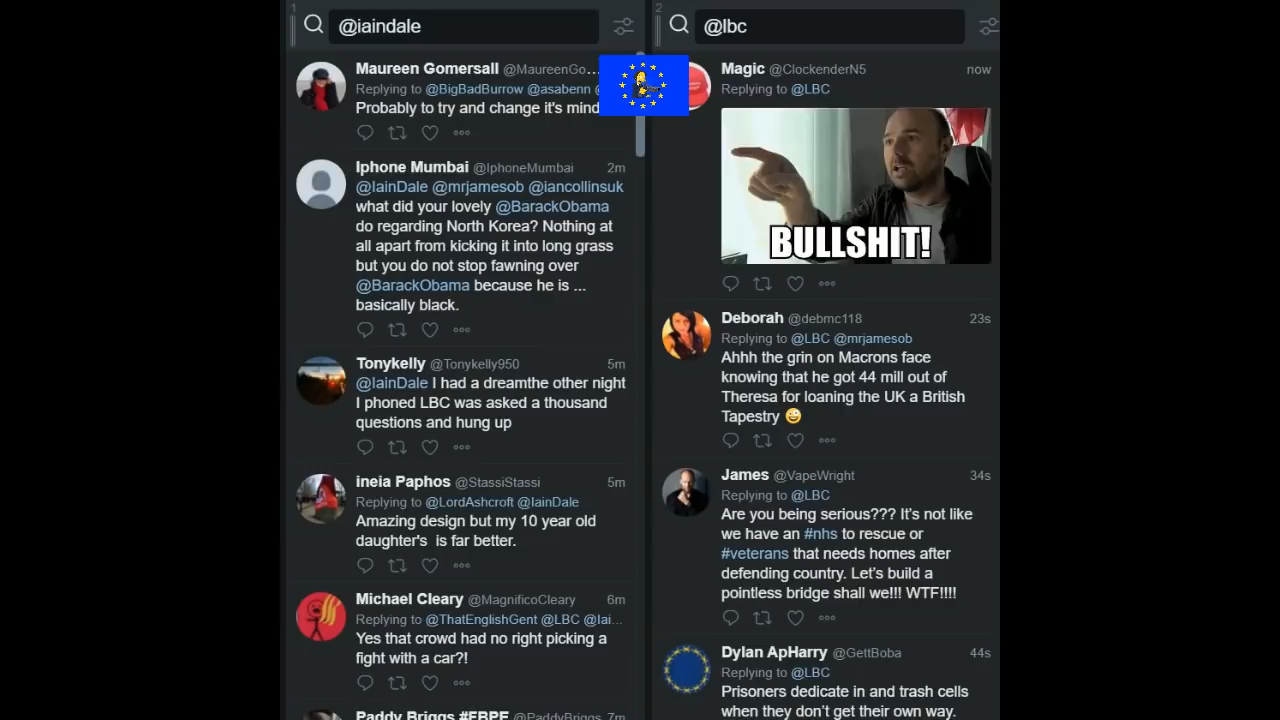 1
@iaindale
Maureen Gomersall @MaureenGo...
Replying to @BigBadBurrow @asabenn
Probably to try and change it's mind
Iphone Mumbai @IphoneMumbai 2m
@IainDale @mrjamesob @iancollinsuk
what did your lovely @BarackObama
do regarding North Korea? Nothing at
all apart from kicking it into long grass
but you do not stop fawning over
@BarackObama because he is ...
basically black.
Tonykelly @Tonykelly950 5m
@IainDale I had a dreamthe other night
I phoned LBC was asked a thousand
questions and hung up
ineia Paphos @StassiStassi 5m
Replying to @LordAshcroft @IainDale
Amazing design but my 10 year old
daughter's is far better.
Michael Cleary @MagnificoCleary 6m
Replying to @ThatEnglishGent @LBC @Iai...
Yes that crowd had no right picking a
fight with a car?!
Paddy Briggs #FBPE @PaddyBriggs 7m
2
@lbc
Magic @ClockenderN5 now
Replying to @LBC
BULLSHIT!
Deborah @debmc118 23s
Replying to @LBC @mrjamesob
Ahhh the grin on Macrons face
knowing that he got 44 mill out of
Theresa for loaning the UK a British
Tapestry
James @VapeWright 34s
Replying to @LBC
Are you being serious??? It's not like
we have an #nhs to rescue or
#veterans that needs homes after
defending country. Let's build a
pointless bridge shall we!!! WTF!!!!
Dylan ApHarry @GettBoba 44s
Replying to @LBC
Prisoners dedicate in and trash cells
when they don't get their own way.